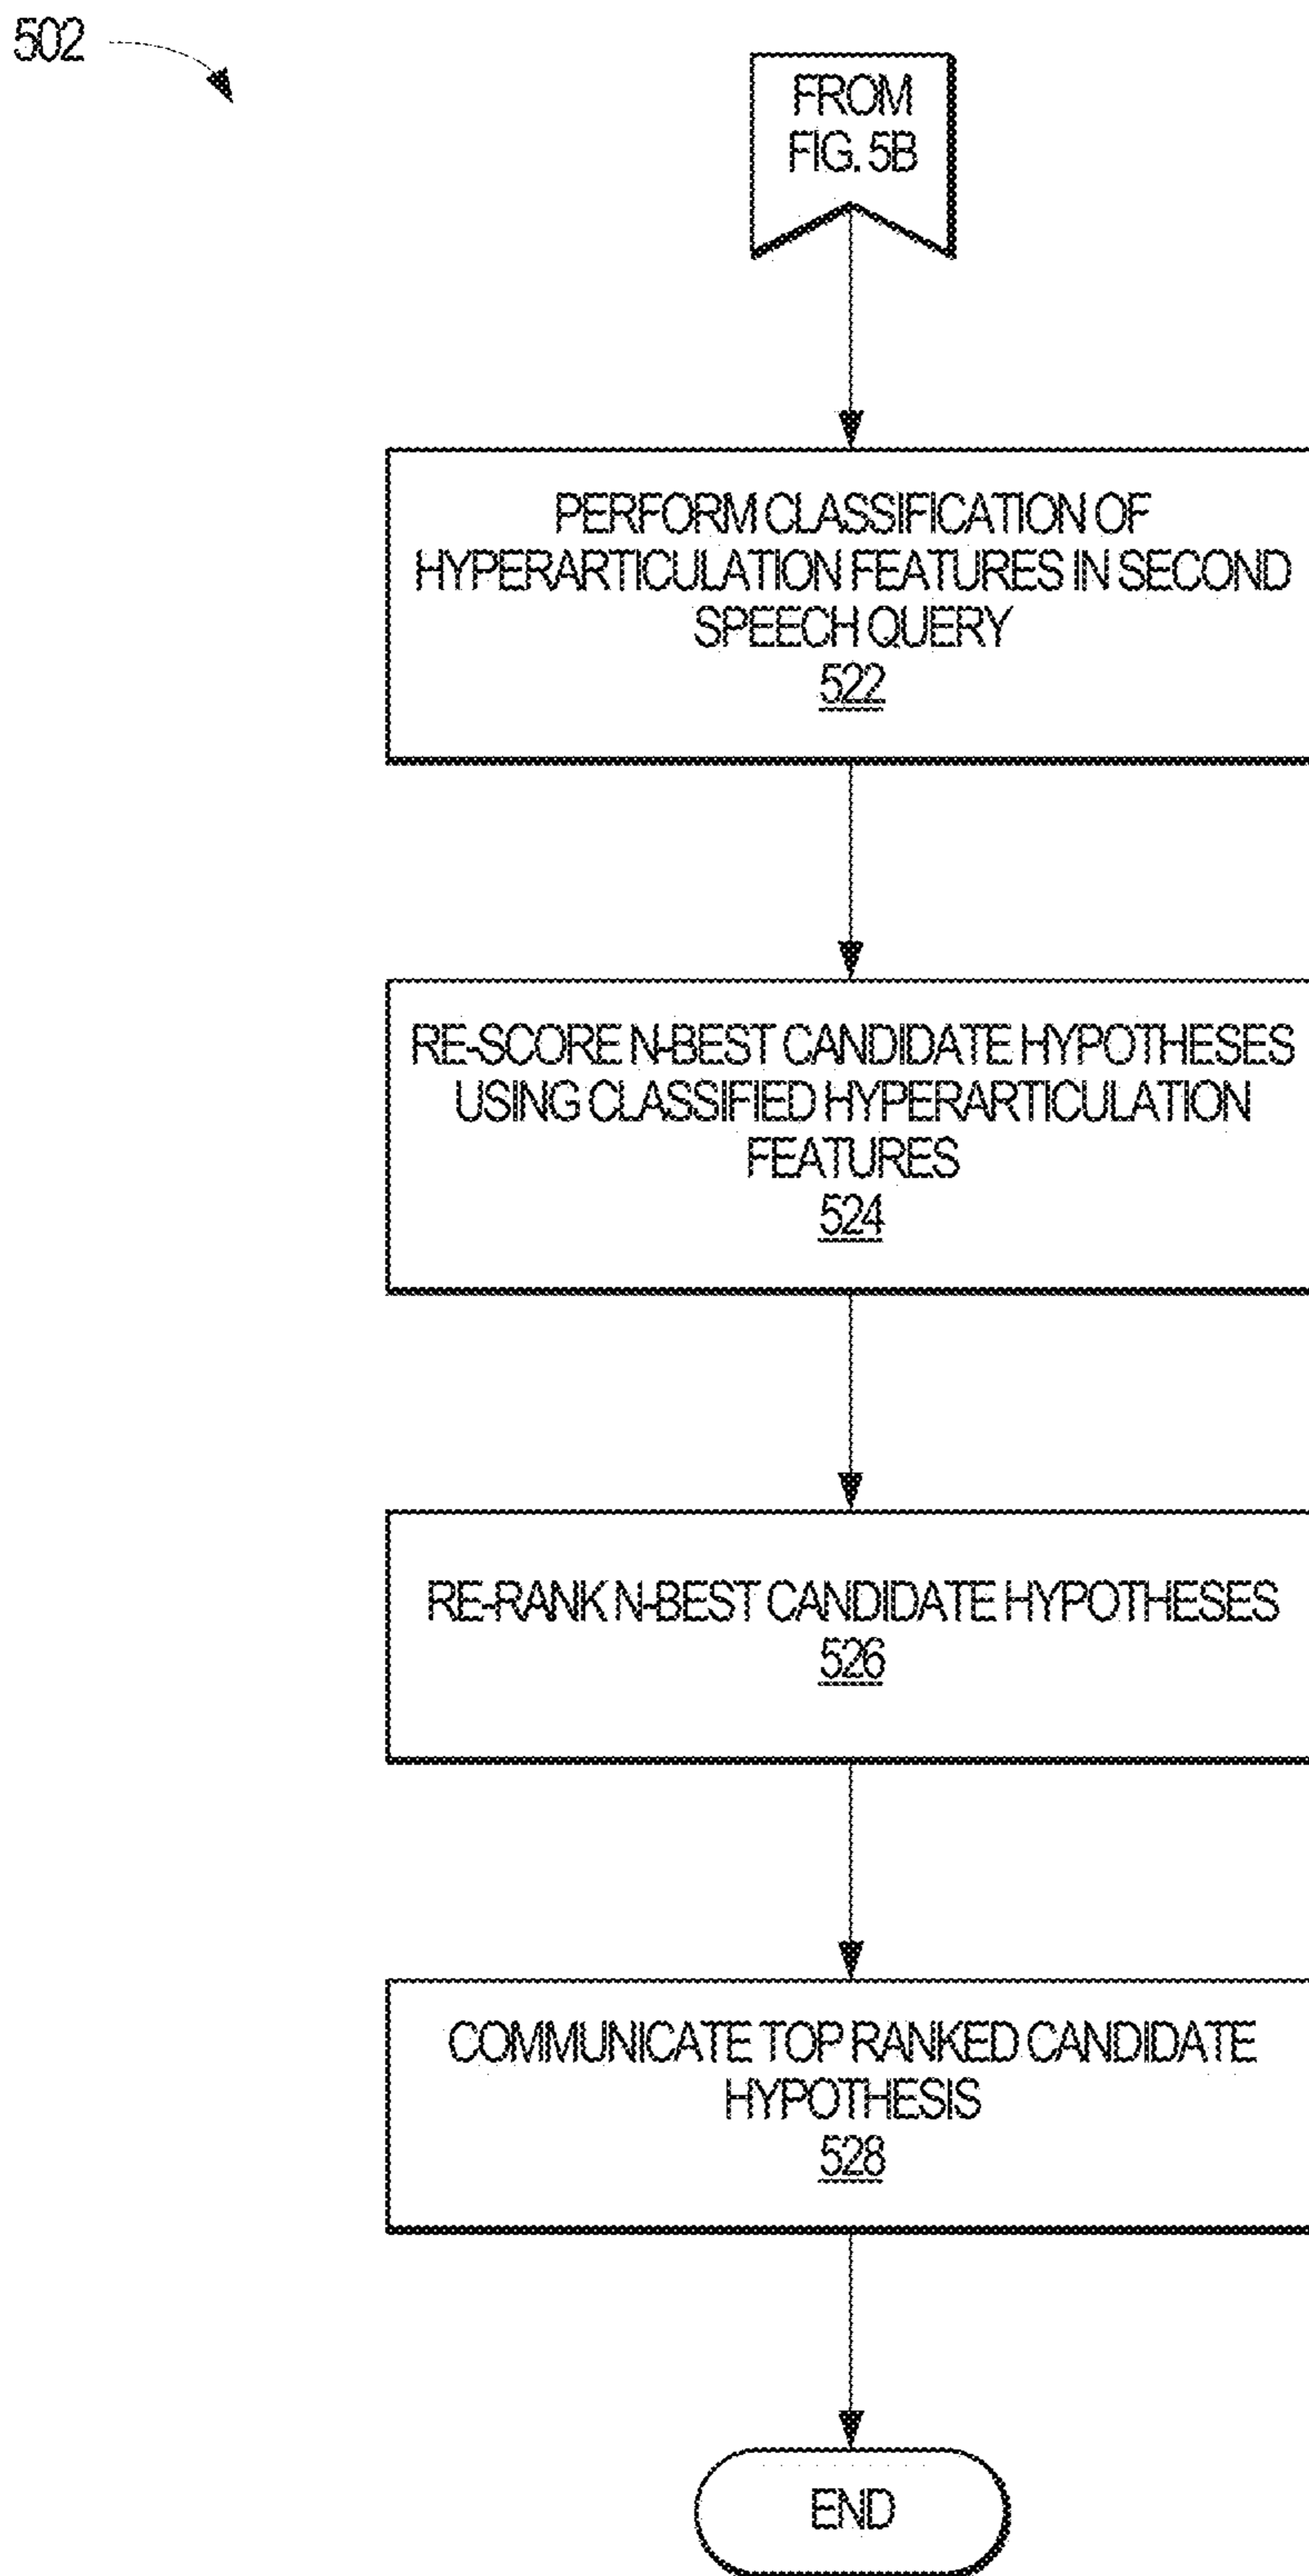 502
FROM
FIG. 5B
PERFORM CLASSIFICATION OF
HYPERARTICULATION FEATURES IN SECOND
SPEECH QUERY
522
RE-SCORE N-BEST CANDIDATE HYPOTHESES
USING CLASSIFIED HYPERARTICULATION
FEATURES
524
RE-RANK N-BEST CANDIDATE HYPOTHESES
526
COMMUNICATE TOP RANKED CANDIDATE
HYPOTHESIS
528
END